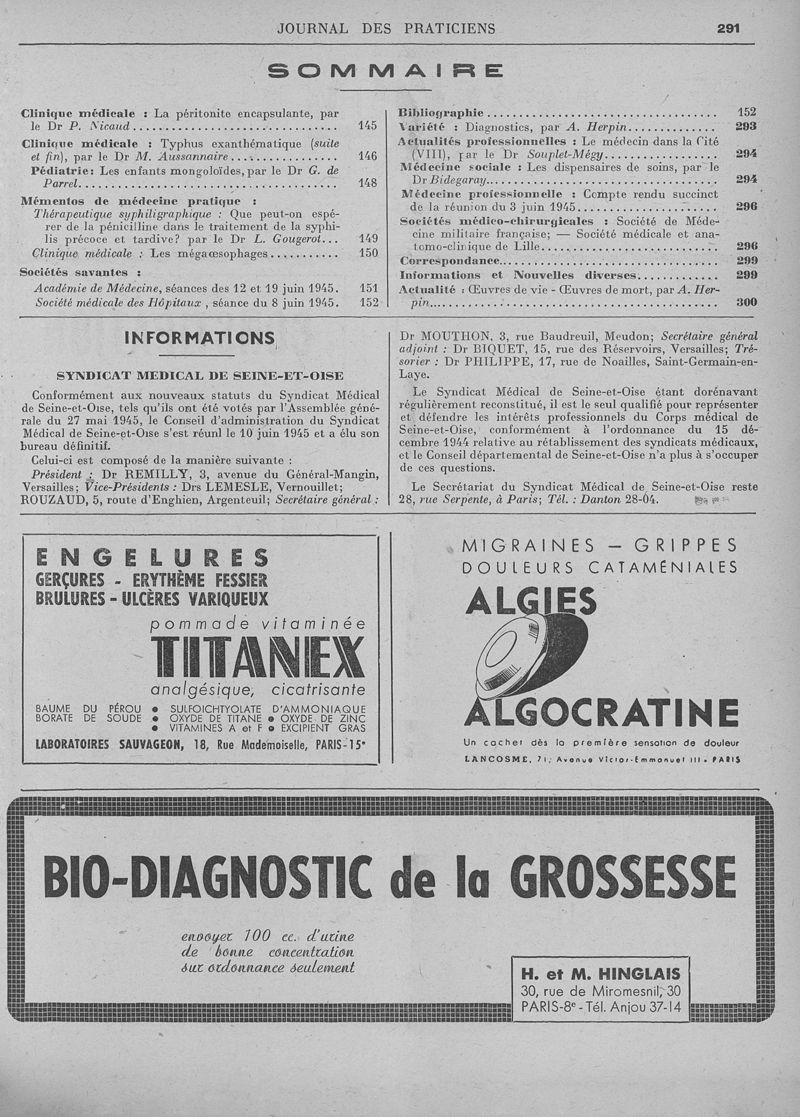 JOURNAL DES PRATICIENS 291
SOMMAIRE
Clinique médicale : La péritonite encapsulante, par
le Dr P. Nicaud 145
Clinique médicale : Typhus exanthématique (suite
et fin), par le Dr M. Aussannaire 146
Pédiatrie: Les enfants mongoloïdes, par le Dr G. de
Parrel 148
Mémentos de médecine pratique :
Thérapeutique syphiligraphique : Que peut-on espé-
rer de la pénicilline dans le traitement de la syphi-
lis précoce et tardive? par le Dr L. Gougerot 149
Clinique médicale : Les mégaœsophages 150
Sociétés savantes :
Académie de Médecine, séances des 12 et 19 juin 1945. 151
Société médicale des Hôpitaux, séance du 8 juin 1945. 152
Bibliographie 152
Variété : Diagnostics, par A. Herpin 293
Actualités professionnelles : Le médecin dans la Cité
(VIII), par le Dr Souplet-Mégy 294
Médecine sociale : Les dispensaires de soins, par le
Dr Bidegaray 294
Médecine professionnelle : Compte rendu succinct
de la réunion du 3 juin 1945 296
Sociétés médico-chirurgicales : Société de Méde-
cine militaire française; — Société médicale et ana-
tomo-clinique de Lille 296
Correspondance 299
Informations et Nouvelles diverses 299
Actualité : Œuvres de vie - Œuvres de mort, par A. Her-
pin 300
INFORMATIONS
SYNDICAT MEDICAL DE SEINE-ET-OISE
Conformément aux nouveaux statuts du Syndicat Médical
de Seine-et-Oise, tels qu'ils ont été votés par l'Assemblée géné-
rale du 27 mai 1945, le Conseil d'administration du Syndicat
Médical de Seine-et-Oise s'est réuni le 10 juin 1945 et a élu son
bureau définitif.
Celui-ci est composé de la manière suivante :
Président : Dr REMILLY, 3, avenue du Général-Mangin,
Versailles; Vice-Présidents : Drs LEMESLE, Vernouillet;
ROUZAUD, 5, route d'Enghien, Argenteuil; Secrétaire général :
Dr MOUTHON, 3, rue Baudreuil, Meudon; Secrétaire général
adjoint : Dr BIQUET, 15, rue des Réservoirs, Versailles; Tré-
sorier : Dr PHILIPPE, 17, rue de Noailles, Saint-Germain-en-
Laye.
Le Syndicat Médical de Seine-et-Oise étant dorénavant
régulièrement reconstitué, il est le seul qualifié pour représenter
et défendre les intérêts professionnels du Corps médical de
Seine-et-Oise, conformément à l'ordonnance du 15 dé-
cembre 1944 relative au rétablissement des syndicats médicaux,
et le Conseil départemental de Seine-et-Oise n'a plus à s'occuper
de ces questions.
Le Secrétariat du Syndicat Médical de Seine-et-Oise reste
28, rue Serpente, à Paris; Tél. : Danton 28-04.
ENGELURES
GERÇURES - ERYTHÈME FESSIER
BRULURES - ULCÈRES VARIQUEUX
pommade vitaminée
TITANEX
analgésique, cicatrisante
BAUME DU PÉROU • SULFOICHTYOLATE D'AMMONIAQUE
BORATE DE SOUDE • OXYDE DE TITANE • OXYDE DE ZINC
• VITAMINES A et F • EXCIPIENT GRAS
LABORATOIRES SAUVAGEON, 18, Rue Mademoiselle, PARIS-15e
MIGRAINES — GRIPPES
DOULEURS CATAMÉNIALES
ALGIES
ALGOCRATINE
Un cachet dès la première sensation de douleur
LANCOSME, 71, Avenue Victor-Emmanuel III - PARIS
BIO-DIAGNOSTIC de la GROSSESSE
envoyer 100 cc. d'urine
de bonne concentration
sur ordonnance seulement
H. et M. HINGLAIS
30, rue de Miromesnil, 30
PARIS-8e - Tél. Anjou 37-14